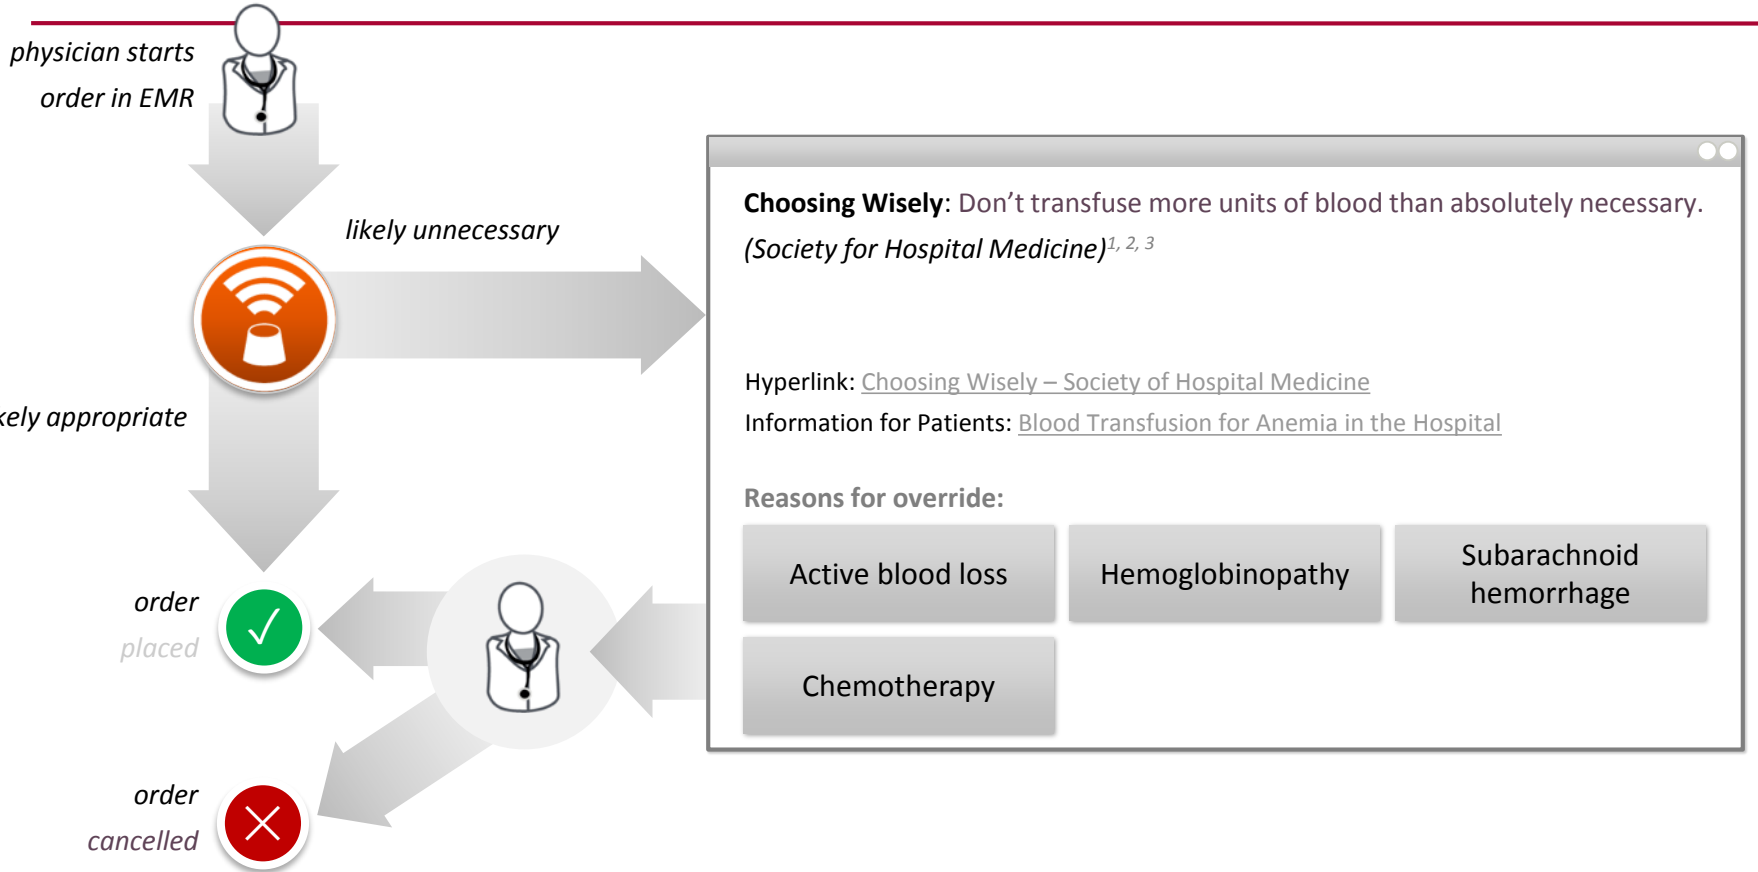 physician starts
order in EMR
likely unnecessary
Choosing Wisely: Don’t transfuse more units of blood than absolutely necessary.
(Society for Hospital Medicine)1, 2, 3
Hyperlink: Choosing Wisely – Society of Hospital Medicine
kely appropriate
Information for Patients: Blood Transfusion for Anemia in the Hospital
Reasons for override:
Active blood loss
Hemoglobinopathy
Subarachnoid
hemorrhage
Chemotherapy
order
placed
order
cancelled